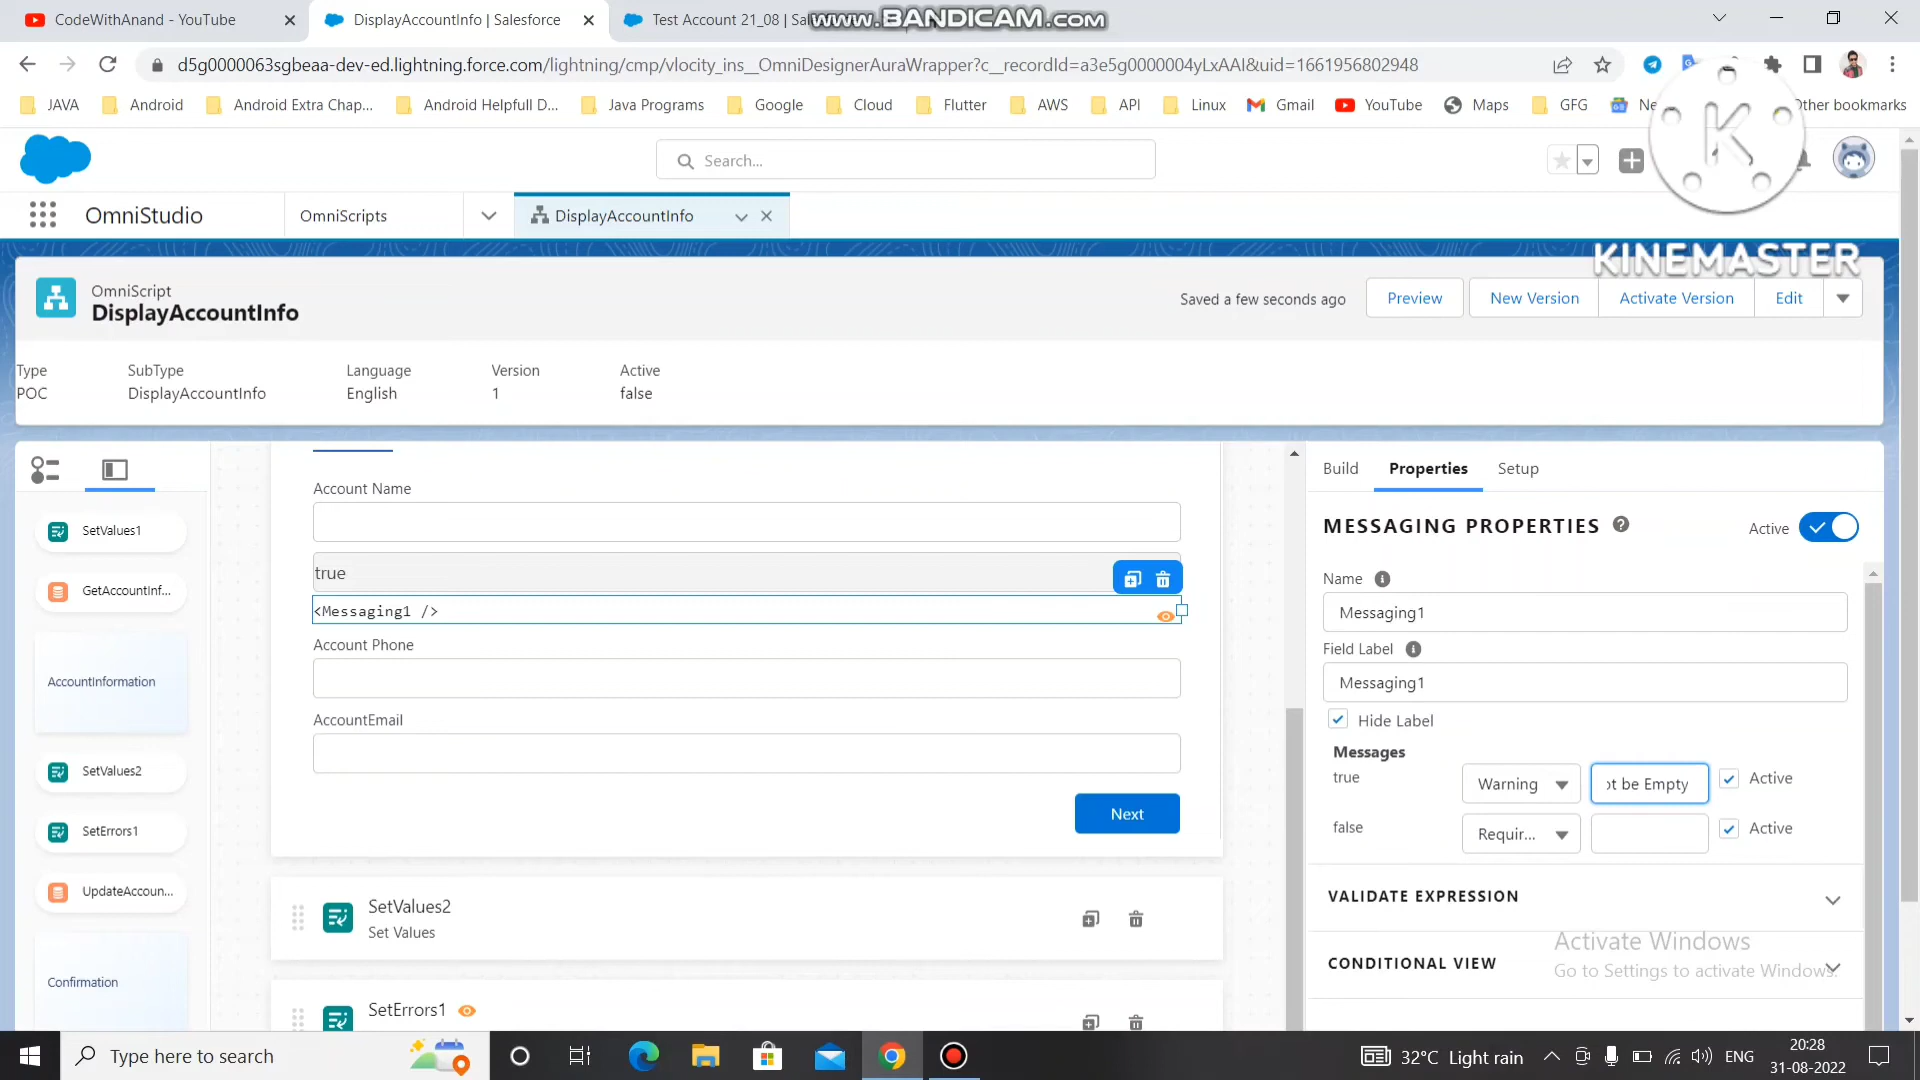 CodeWithAnand - YouTube
DisplayAccountInfo | Salesforce
Test Account 21_08 | Sal
www.BANDICAM.com
d5g0000063sgbeaa-dev-ed.lightning.force.com/lightning/cmp/vlocity_ins__OmniDesignerAuraWrapper?c__recordId=a3e5g0000004yLxAAI&uid=1661956802948
JAVA
Android
Android Extra Chap...
Android Helpfull D...
Java Programs
Google
Cloud
Flutter
AWS
API
Linux
Gmail
YouTube
Maps
GFG
Other bookmarks
K
Search...
OmniStudio
OmniScripts
DisplayAccountInfo
KINEMASTER
OmniScript
DisplayAccountInfo
Saved a few seconds ago
Preview
New Version
Activate Version
Edit
Type
SubType
Language
Version
Active
POC
DisplayAccountInfo
English
1
false
SetValues1
GetAccountInf...
AccountInformation
SetValues2
SetErrors1
UpdateAccoun...
Confirmation
Account Name
true
<Messaging1 />
Account Phone
AccountEmail
Next
SetValues2
Set Values
SetErrors1
Build
Properties
Setup
MESSAGING PROPERTIES
Active
Name
Messaging1
Field Label
Messaging1
Hide Label
Messages
true
Warning
ot be Empty
Active
false
Requir...
Active
VALIDATE EXPRESSION
CONDITIONAL VIEW
Activate Windows
Go to Settings to activate Windows.
Type here to search
32°C Light rain
ENG
20:28
31-08-2022